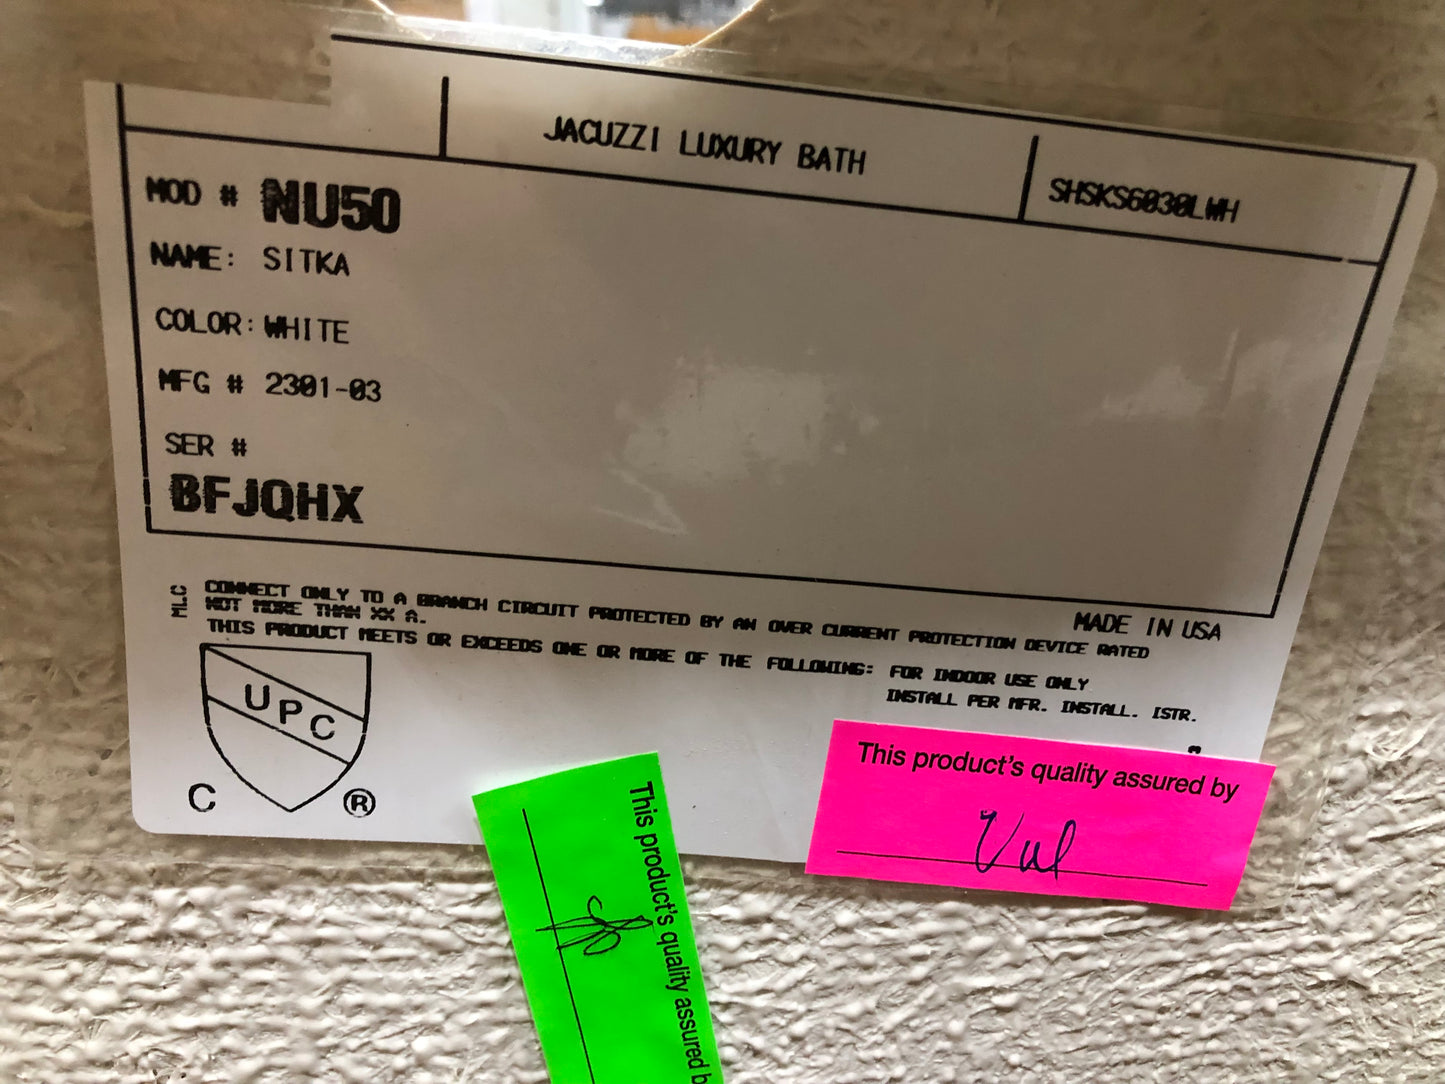 JACUZZI LUXURY BATH
SHSKS6030LWH
MOD # NU50
NAME: SITKA
COLOR: WHITE
MFG # 2301-03
SER #
BFJQHX
MADE IN USA
MLC
CONNECT ONLY TO A BRANCH CIRCUIT PROTECTED BY AN OVER CURRENT PROTECTION DEVICE RATED
NOT MORE THAN XX A.
THIS PRODUCT MEETS OR EXCEEDS ONE OR MORE OF THE FOLLOWING: FOR INDOOR USE ONLY
INSTALL PER MFR. INSTALL. ISTR.
UPC
C ®
This product's quality assured by
Val
This product's quality assured b